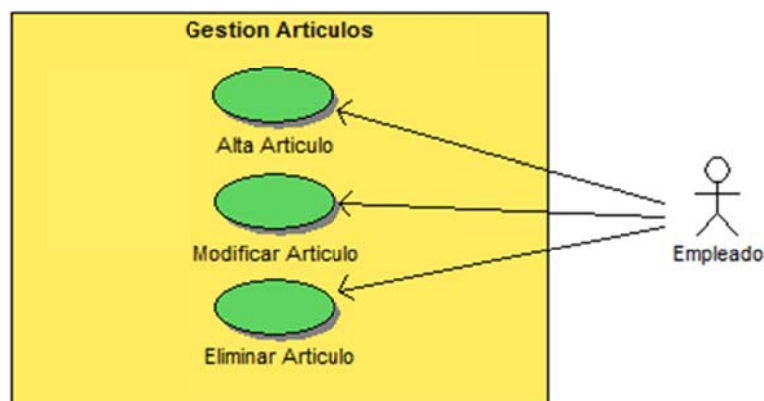 Gestion Articulos
Alta Articulo
Modificar Articulo
Empleado
Eliminar Articulo